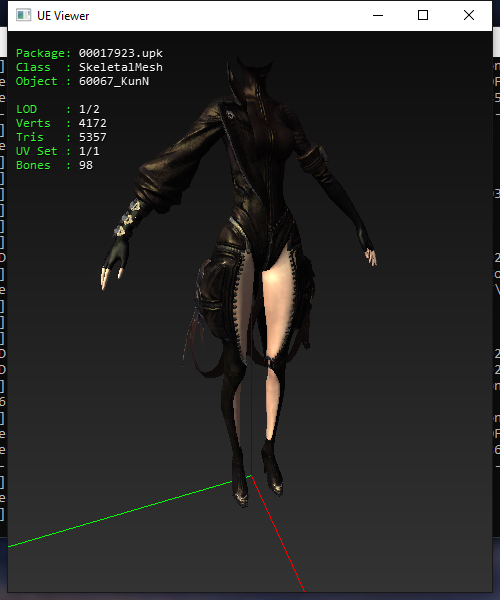 UE Viewer
Package: 00017923.upk
Class : SkeletalMesh
Object : 60067_KunN
LOD : 1/2
Verts : 4172
Tris : 5357
UV Set : 1/1
Bones : 98